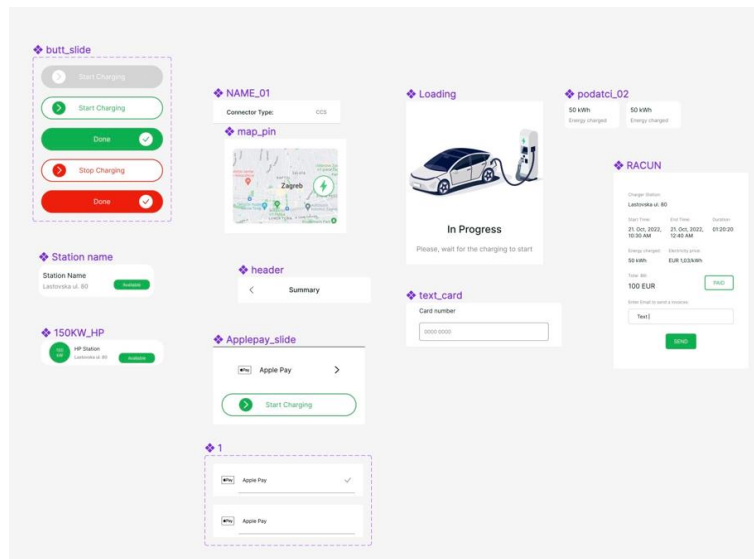 butt_slide
Start Charging
Start Charging
Done
Stop Charging
Done
Station name
Station Name
Lastovska ul. 80
Available
150KW_HP
150
kW
HP Station
Lastovska ul. 80
Available
NAME_01
Connector Type:
CCS
map_pin
Zagreb
header
Summary
Applepay_slide
Pay
Apple Pay
Start Charging
1
Pay
Apple Pay
Pay
Apple Pay
Loading
In Progress
Please, wait for the charging to start
text_card
Card number
0000 0000
podatci_02
50 kWh
Energy charged
50 kWh
Energy charged
RACUN
Charger Station:
Lastovska ul. 80
Start Time:
End Time:
Duration:
21. Oct, 2022,
10:30 AM
21. Oct, 2022,
12:40 AM
01:20:20
Energy charged:
Electricity price:
50 kWh
EUR 1,03/kWh
100 EUR
PAID
Enter Email to send a invoice:
Text
SEND